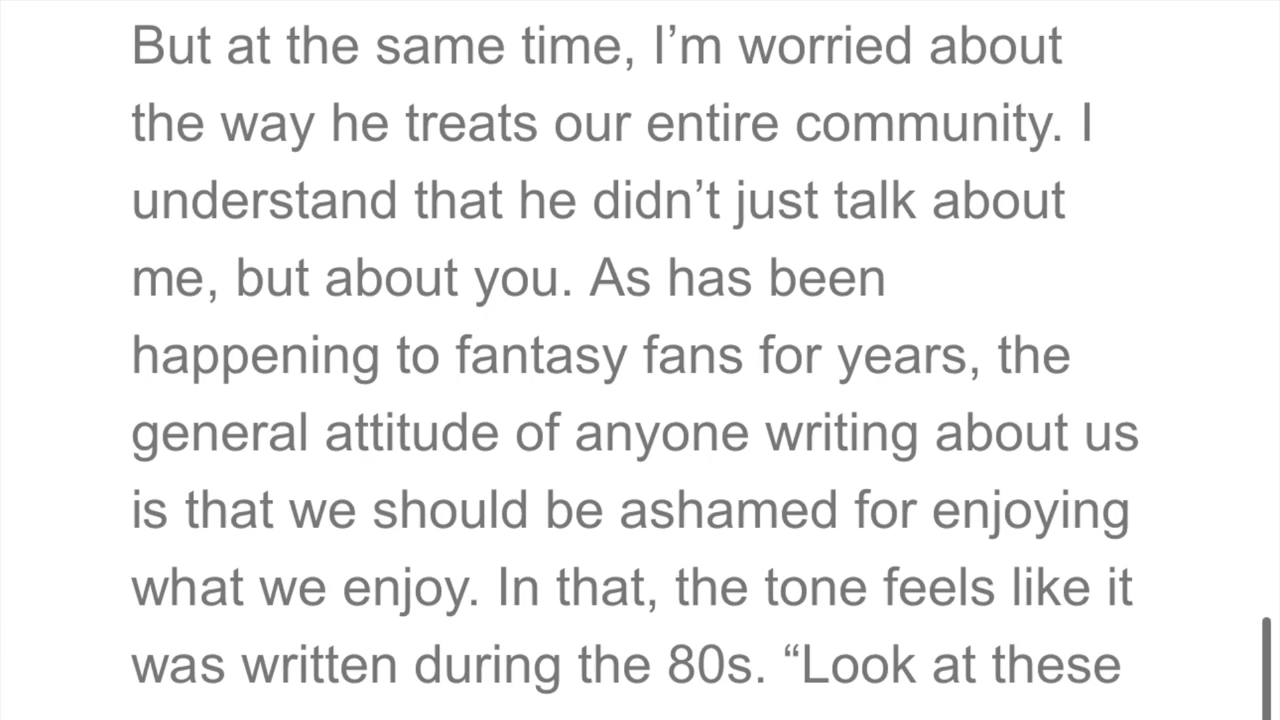 But at the same time, I’m worried about
the way he treats our entire community. I
understand that he didn’t just talk about
me, but about you. As has been
happening to fantasy fans for years, the
general attitude of anyone writing about us
is that we should be ashamed for enjoying
what we enjoy. In that, the tone feels like it
was written during the 80s. “Look at these